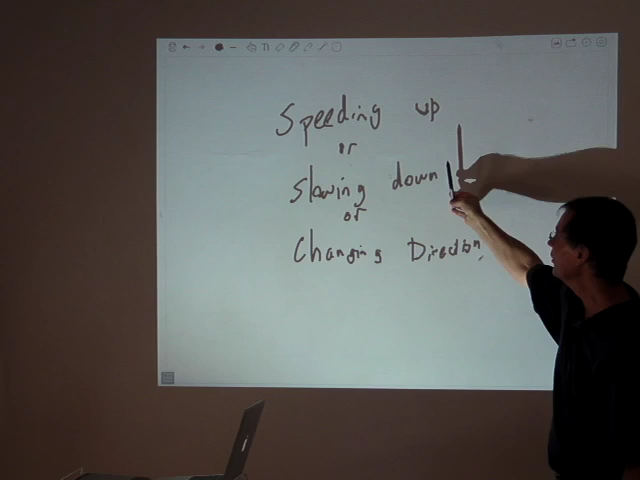 Speeding up
or
Slowing down
or
Changing Direction